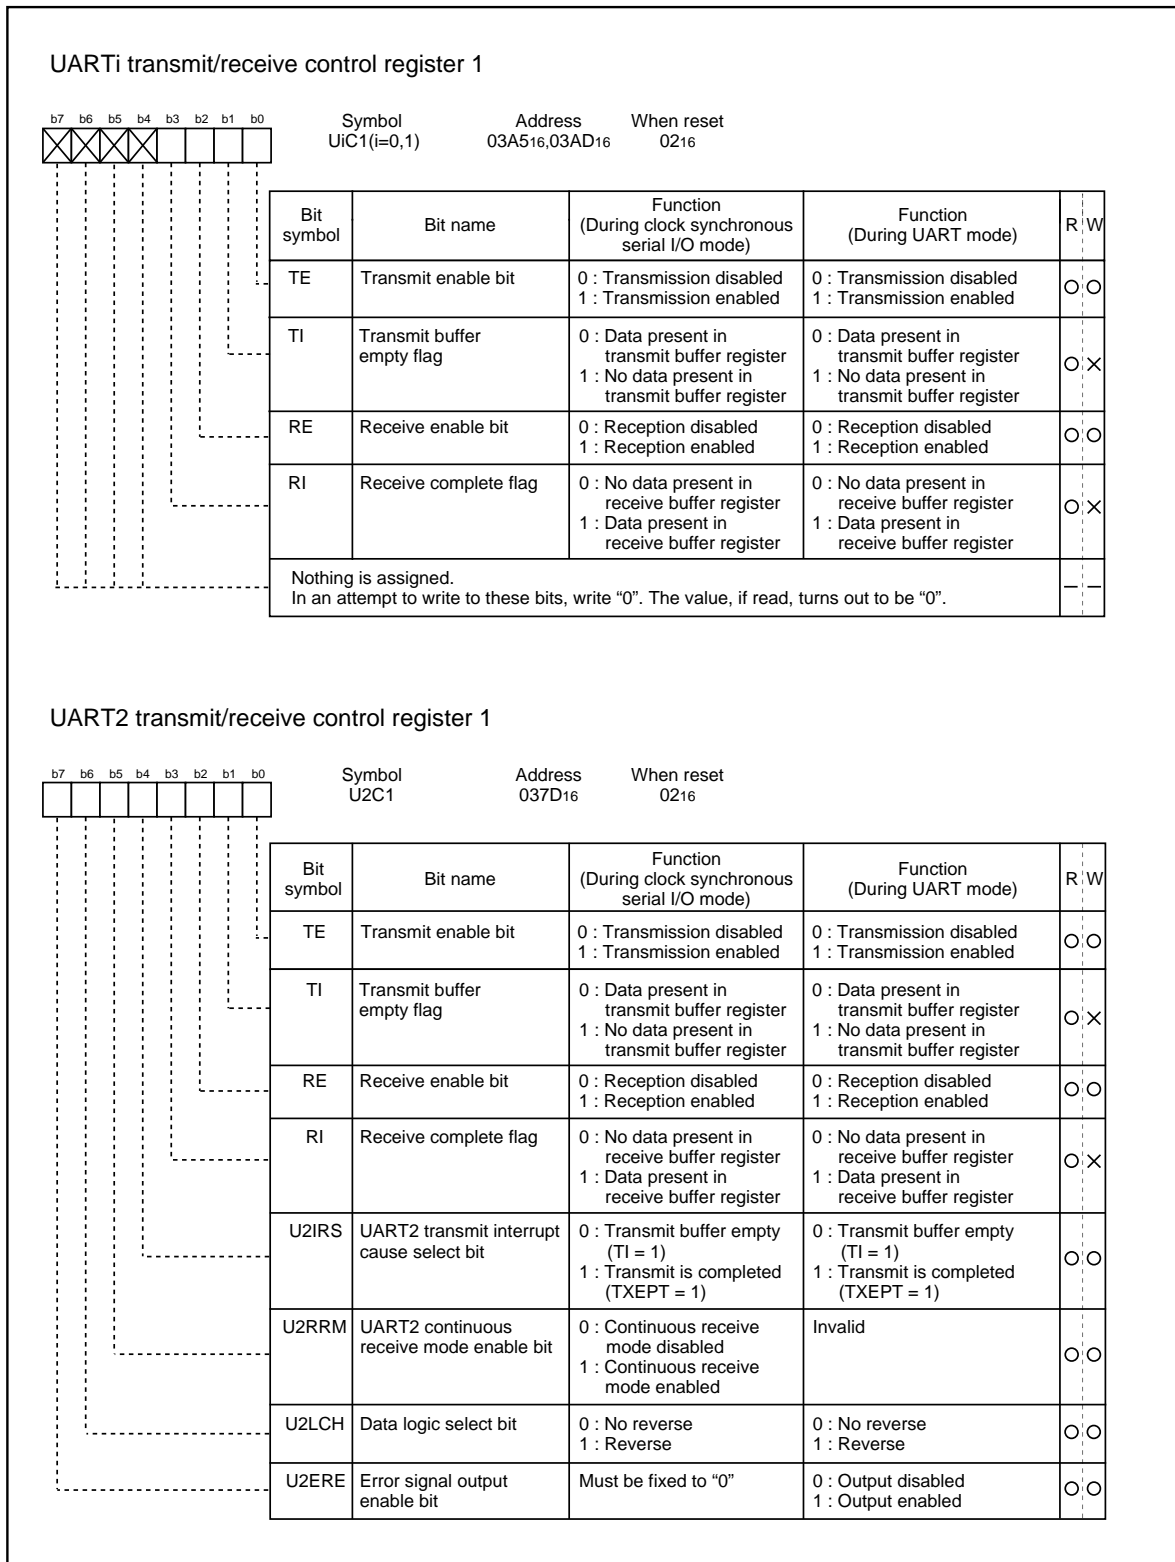 UARTi transmit/receive control register 1
b7 b6 b5 b4 b3 b2 b1 b0
Symbol Address When reset
UiC1(i=0,1) 03A516,03AD16 0216
Bit symbol
Bit name
Function
(During clock synchronous
serial I/O mode)
Function
(During UART mode)
R W
TE
Transmit enable bit
0 : Transmission disabled
1 : Transmission enabled
0 : Transmission disabled
1 : Transmission enabled
TI
Transmit buffer
empty flag
0 : Data present in
transmit buffer register
1 : No data present in
transmit buffer register
0 : Data present in
transmit buffer register
1 : No data present in
transmit buffer register
RE
Receive enable bit
0 : Reception disabled
1 : Reception enabled
0 : Reception disabled
1 : Reception enabled
RI
Receive complete flag
0 : No data present in
receive buffer register
1 : Data present in
receive buffer register
0 : No data present in
receive buffer register
1 : Data present in
receive buffer register
Nothing is assigned.
In an attempt to write to these bits, write “0”. The value, if read, turns out to be “0”.
UART2 transmit/receive control register 1
b7 b6 b5 b4 b3 b2 b1 b0
Symbol Address When reset
U2C1 037D16 0216
Bit
symbol
Bit name
Function
(During clock synchronous
serial I/O mode)
Function
(During UART mode)
R W
TE
Transmit enable bit
0 : Transmission disabled
1 : Transmission enabled
0 : Transmission disabled
1 : Transmission enabled
TI
Transmit buffer
empty flag
0 : Data present in
transmit buffer register
1 : No data present in
transmit buffer register
0 : Data present in
transmit buffer register
1 : No data present in
transmit buffer register
RE
Receive enable bit
0 : Reception disabled
1 : Reception enabled
0 : Reception disabled
1 : Reception enabled
RI
Receive complete flag
0 : No data present in
receive buffer register
1 : Data present in
receive buffer register
0 : No data present in
receive buffer register
1 : Data present in
receive buffer register
U2IRS
UART2 transmit interrupt
cause select bit
0 : Transmit buffer empty
(TI = 1)
1 : Transmit is completed
(TXEPT = 1)
0 : Transmit buffer empty
(TI = 1)
1 : Transmit is completed
(TXEPT = 1)
U2RRM
UART2 continuous
receive mode enable bit
0 : Continuous receive
mode disabled
1 : Continuous receive
mode enabled
Invalid
U2LCH
Data logic select bit
0 : No reverse
1 : Reverse
0 : No reverse
1 : Reverse
U2ERE
Error signal output
enable bit
Must be fixed to “0”
0 : Output disabled
1 : Output enabled